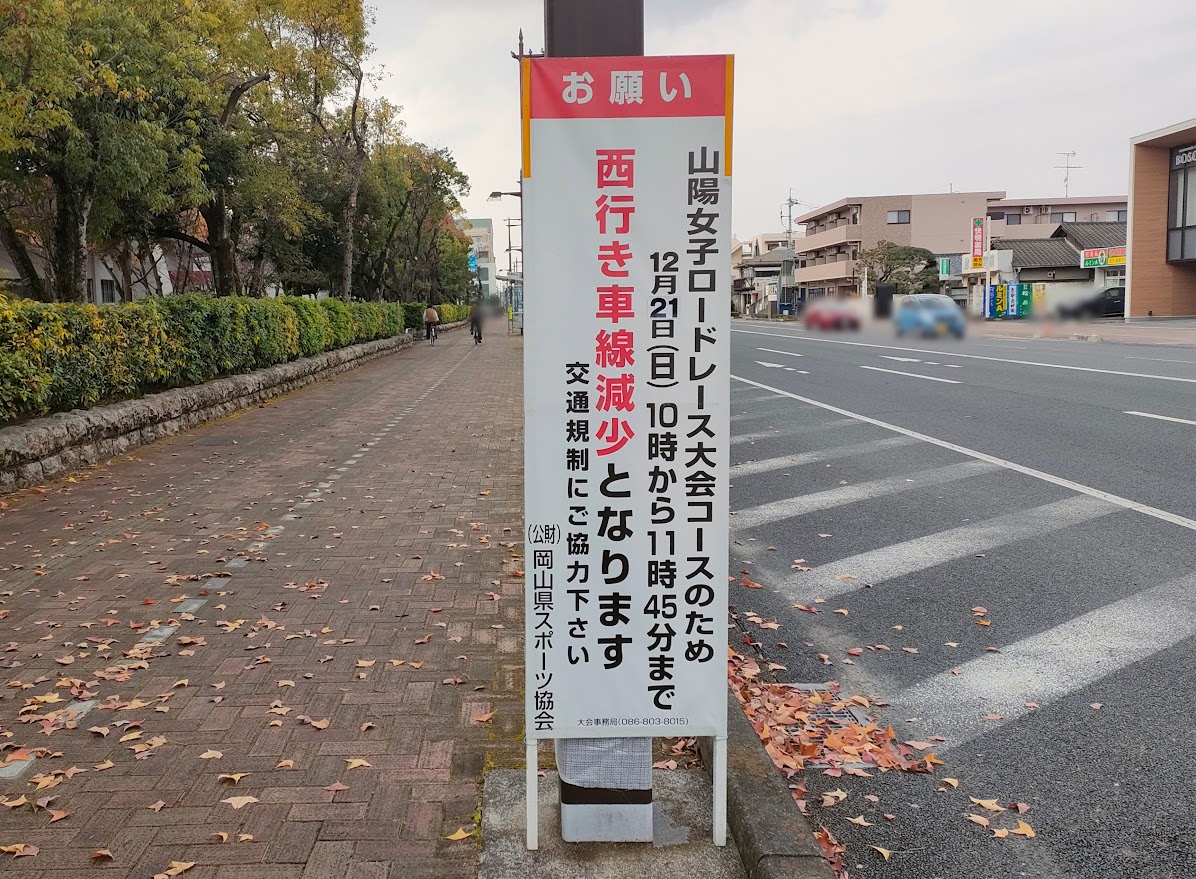 お願い
山陽女子ロードレース大会コースのため
12月21日(日)10時から11時45分まで
西行き車線減少となります
交通規制にご協力下さい
(公財)岡山県スポーツ協会
大会事務局(086-803-8015)